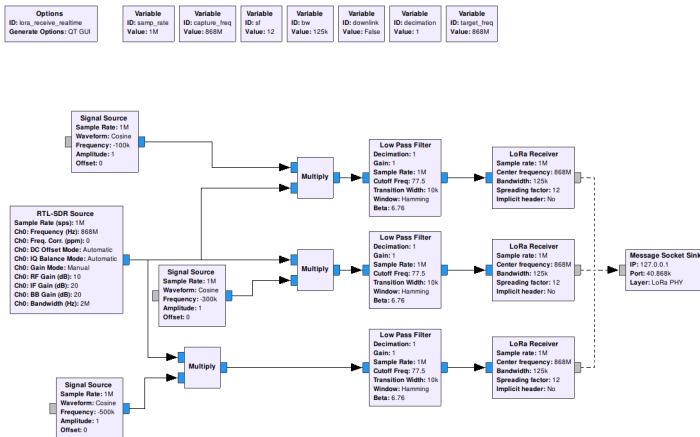 Options
ID: lora_receive_realtime
Generate Options: QT GUI
Variable
ID: samp_rate
Value: 1M
Variable
ID: capture_freq
Value: 868M
Variable
ID: sf
Value: 12
Variable
ID: bw
Value: 125k
Variable
ID: downlink
Value: False
Variable
ID: decimation
Value: 1
Variable
ID: target_freq
Value: 868M
Signal Source
Sample Rate: 1M
Waveform: Cosine
Frequency: -100k
Amplitude: 1
Offset: 0
Multiply
Low Pass Filter
Decimation: 1
Gain: 1
Sample Rate: 1M
Cutoff Freq: 77.5
Transition Width: 10k
Window: Hamming
Beta: 6.76
LoRa Receiver
Sample rate: 1M
Center frequency: 868M
Bandwidth: 125k
Spreading factor: 12
Implicit header: No
RTL-SDR Source
Sample Rate (sps): 1M
Ch0: Frequency (Hz): 868M
Ch0: Freq. Corr. (ppm): 0
Ch0: DC Offset Mode: Automatic
Ch0: IQ Balance Mode: Automatic
Ch0: Gain Mode: Manual
Ch0: RF Gain (dB): 10
Ch0: IF Gain (dB): 20
Ch0: BB Gain (dB): 20
Ch0: Bandwidth (Hz): 2M
Signal Source
Sample Rate: 1M
Waveform: Cosine
Frequency: -300k
Amplitude: 1
Offset: 0
Multiply
Low Pass Filter
Decimation: 1
Gain: 1
Sample Rate: 1M
Cutoff Freq: 77.5
Transition Width: 10k
Window: Hamming
Beta: 6.76
LoRa Receiver
Sample rate: 1M
Center frequency: 868M
Bandwidth: 125k
Spreading factor: 12
Implicit header: No
Message Socket Sink
IP: 127.0.0.1
Port: 40.868k
Layer: LoRa PHY
Signal Source
Sample Rate: 1M
Waveform: Cosine
Frequency: -500k
Amplitude: 1
Offset: 0
Multiply
Low Pass Filter
Decimation: 1
Gain: 1
Sample Rate: 1M
Cutoff Freq: 77.5
Transition Width: 10k
Window: Hamming
Beta: 6.76
LoRa Receiver
Sample rate: 1M
Center frequency: 868M
Bandwidth: 125k
Spreading factor: 12
Implicit header: No